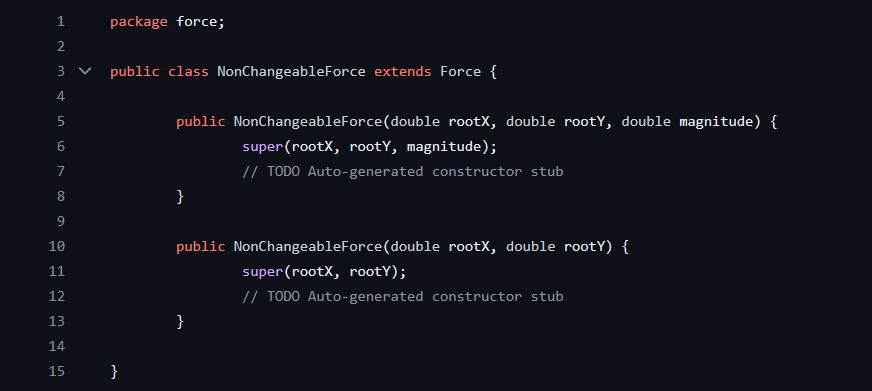 1 package force;
2
3 public class NonChangeableForce extends Force {
4
5 public NonChangeableForce(double rootX, double rootY, double magnitude) {
6 super(rootX, rootY, magnitude);
7 // TODO Auto-generated constructor stub
8 }
9
10 public NonChangeableForce(double rootX, double rootY) {
11 super(rootX, rootY);
12 // TODO Auto-generated constructor stub
13 }
14
15 }